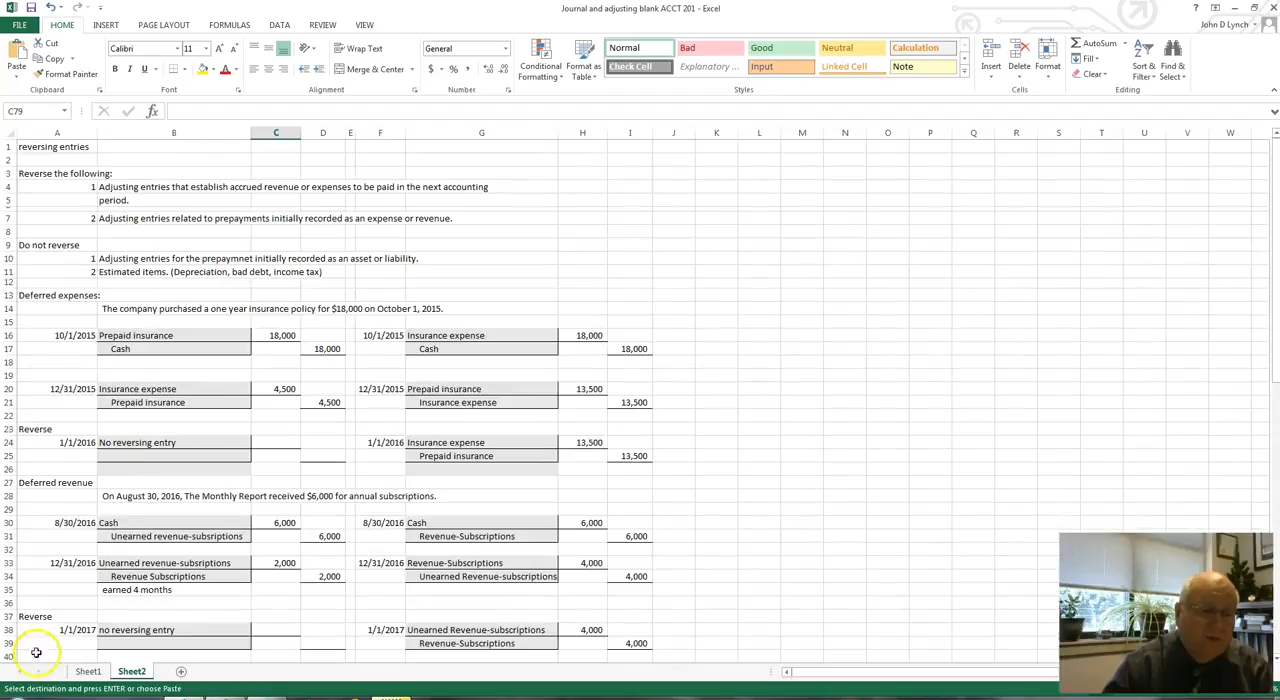 Journal and adjusting blank ACCT 201 - Excel
FILE HOME INSERT PAGE LAYOUT FORMULAS DATA REVIEW VIEW John D Lynch
Paste Cut Copy Format Painter Clipboard
Calibri 11 B I U Font
Wrap Text Merge & Center Alignment
General $ % , Number
Conditional Formatting Format as Table
Normal Bad Good Neutral Calculation
Check Cell Explanatory ... Input Linked Cell Note
Styles
Insert Delete Format Cells
AutoSum Fill Clear Sort & Filter Find & Select Editing
C79 fx
A B C D E F G H I J K L M N O P Q R S T U V W
1 reversing entries
2
3 Reverse the following:
4 1 Adjusting entries that establish accrued revenue or expenses to be paid in the next accounting
5 period.
7 2 Adjusting entries related to prepayments initially recorded as an expense or revenue.
8
9 Do not reverse
10 1 Adjusting entries for the prepaymnet initially recorded as an asset or liability.
11 2 Estimated items. (Depreciation, bad debt, income tax)
12
13 Deferred expenses:
14 The company purchased a one year insurance policy for $18,000 on October 1, 2015.
15
16 10/1/2015 Prepaid insurance 18,000 10/1/2015 Insurance expense 18,000
17 Cash 18,000 Cash 18,000
18
19
20 12/31/2015 Insurance expense 4,500 12/31/2015 Prepaid insurance 13,500
21 Prepaid insurance 4,500 Insurance expense 13,500
22
23 Reverse
24 1/1/2016 No reversing entry 1/1/2016 Insurance expense 13,500
25 Prepaid insurance 13,500
26
27 Deferred revenue
28 On August 30, 2016, The Monthly Report received $6,000 for annual subscriptions.
30 8/30/2016 Cash 6,000 8/30/2016 Cash 6,000
31 Unearned revenue-subsriptions 6,000 Revenue-Subscriptions 6,000
32
33 12/31/2016 Unearned revenue-subsriptions 2,000 12/31/2016 Revenue-Subscriptions 4,000
34 Revenue Subscriptions 2,000 Unearned Revenue-subscriptions 4,000
35 earned 4 months
36
37 Reverse
38 1/1/2017 no reversing entry 1/1/2017 Unearned Revenue-subscriptions 4,000
39 Revenue-Subscriptions 4,000
40
Sheet1 Sheet2
Select destination and press ENTER or choose Paste